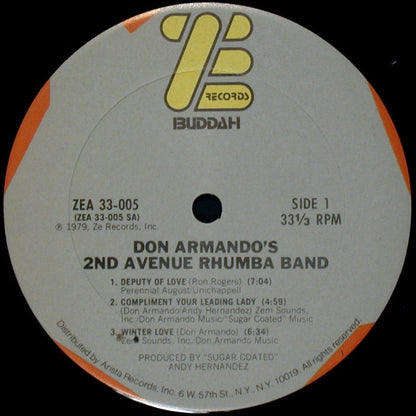 ZE
RECORDS
BUDDAH
ZEA 33-005
(ZEA 33-005 SA)
℗ 1979, Ze Records, Inc.
SIDE 1
33⅓ RPM
DON ARMANDO'S
2ND AVENUE RHUMBA BAND
1. DEPUTY OF LOVE (Ron Rogers) (7:04)
Perennial August/Unichappell
2. COMPLIMENT YOUR LEADING LADY (4:59)
(Don Armando/Andy Hernandez) Zem Sounds,
Inc./Don Armando Music/"Sugar Coated" Music
3. WINTER LOVE (Don Armando) (6:34)
Zem Sounds, Inc./Don Armando Music
PRODUCED BY "SUGAR COATED"
ANDY HERNANDEZ
Distributed by Arista Records, Inc. 6 W. 57th St., N.Y., N.Y. 10019. All rights reserved.